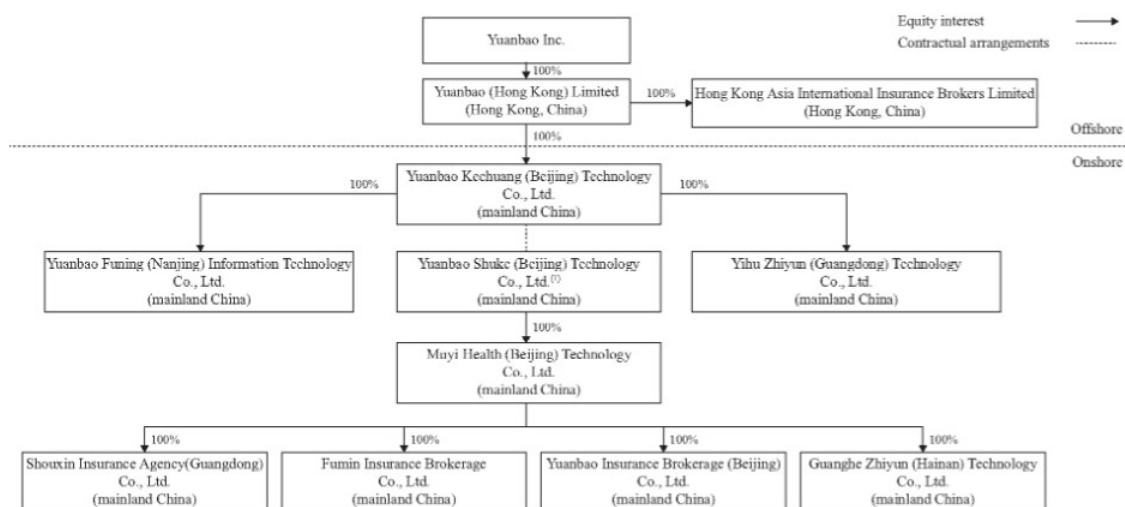 Equity interest
Contractual arrangements
Yuanbao Inc.
100%
Yuanbao (Hong Kong) Limited
(Hong Kong, China)
100%
Hong Kong Asia International Insurance Brokers Limited
(Hong Kong, China)
Offshore
100%
Onshore
Yuanbao Kechuang (Beijing) Technology
Co., Ltd.
(mainland China)
100%
100%
Yuanbao Funing (Nanjing) Information Technology
Co., Ltd.
(mainland China)
Yuanbao Shuke (Beijing) Technology
Co., Ltd.(1)
(mainland China)
Yihu Zhiyun (Guangdong) Technology
Co., Ltd.
(mainland China)
100%
Muyi Health (Beijing) Technology
Co., Ltd.
(mainland China)
100%
100%
100%
100%
Shouxin Insurance Agency(Guangdong)
Co., Ltd.
(mainland China)
Fumin Insurance Brokerage
Co., Ltd.
(mainland China)
Yuanbao Insurance Brokerage (Beijing)
Co., Ltd.
(mainland China)
Guanghe Zhiyun (Hainan) Technology
Co., Ltd.
(mainland China)